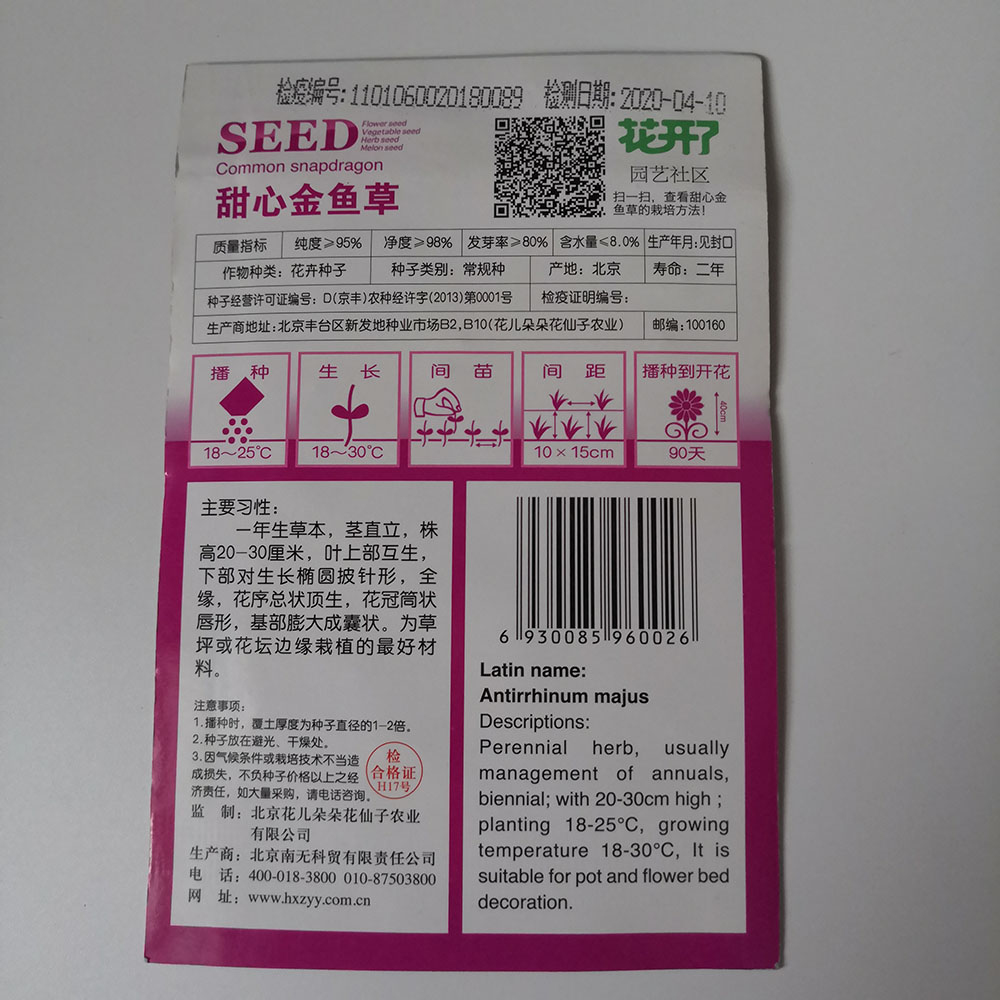 检疫编号:1101060020180089 检测日期:2020-04-10
SEED
Flower seed
Vegetable seed
Herb seed
Melon seed
Common snapdragon
甜心金鱼草
花开了
园艺社区
扫一扫，查看甜心金
鱼草的栽培方法!
质量指标 纯度≥95% 净度≥98% 发芽率≥80% 含水量≤8.0% 生产年月:见封口
作物种类：花卉种子 种子类别：常规种 产地：北京 寿命：二年
种子经营许可证编号：D(京丰)农种经许字(2013)第0001号 检疫证明编号：
生产商地址：北京丰台区新发地种业市场B2,B10(花儿朵朵花仙子农业) 邮编：100160
播种 生长 间苗 间距 播种到开花
40cm
18～25℃ 18～30℃ 10×15cm 90天
主要习性：
一年生草本，茎直立，株
高20-30厘米，叶上部互生，
下部对生长椭圆披针形，全
缘，花序总状顶生，花冠筒状
唇形，基部膨大成囊状。为草
坪或花坛边缘栽植的最好材
料。
注意事项：
1.播种时，覆土厚度为种子直径的1-2倍。
2.种子放在避光、干燥处。
3.因气候条件或栽培技术不当造
成损失，不负种子价格以上之经
济责任，如大量采购，请电话咨询。
检
合格证
H17号
监 制：北京花儿朵朵花仙子农业
有限公司
生产商：北京南无科贸有限责任公司
电 话：400-018-3800 010-87503800
网 址：www.hxzyy.com.cn
6 930085 960026
Latin name:
Antirrhinum majus
Descriptions:
Perennial herb, usually
management of annuals,
biennial; with 20-30cm high ;
planting 18-25℃, growing
temperature 18-30℃, It is
suitable for pot and flower bed
decoration.